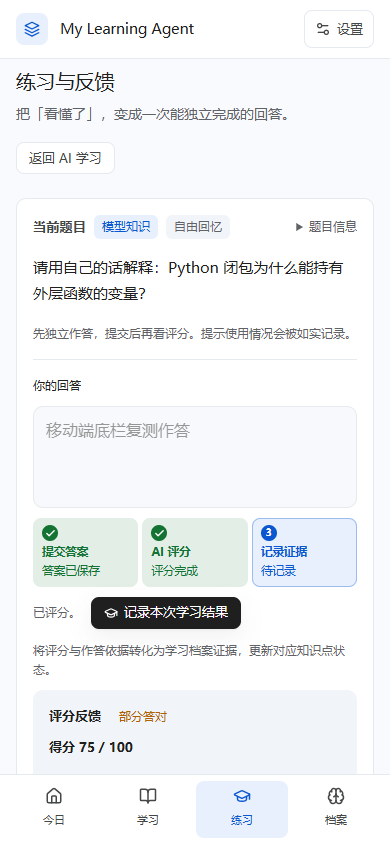 My Learning Agent
设置
练习与反馈
把「看懂了」，变成一次能独立完成的回答。
返回 AI 学习
当前题目
模型知识
自由回忆
▶ 题目信息
请用自己的话解释：Python 闭包为什么能持有
外层函数的变量？
先独立作答，提交后再看评分。提示使用情况会被如实记录。
你的回答
移动端底栏复测作答
提交答案
答案已保存
AI 评分
评分完成
3
记录证据
待记录
已评分。
记录本次学习结果
将评分与作答依据转化为学习档案证据，更新对应知识点状
态。
评分反馈
部分答对
得分 75 / 100
今日
学习
练习
档案